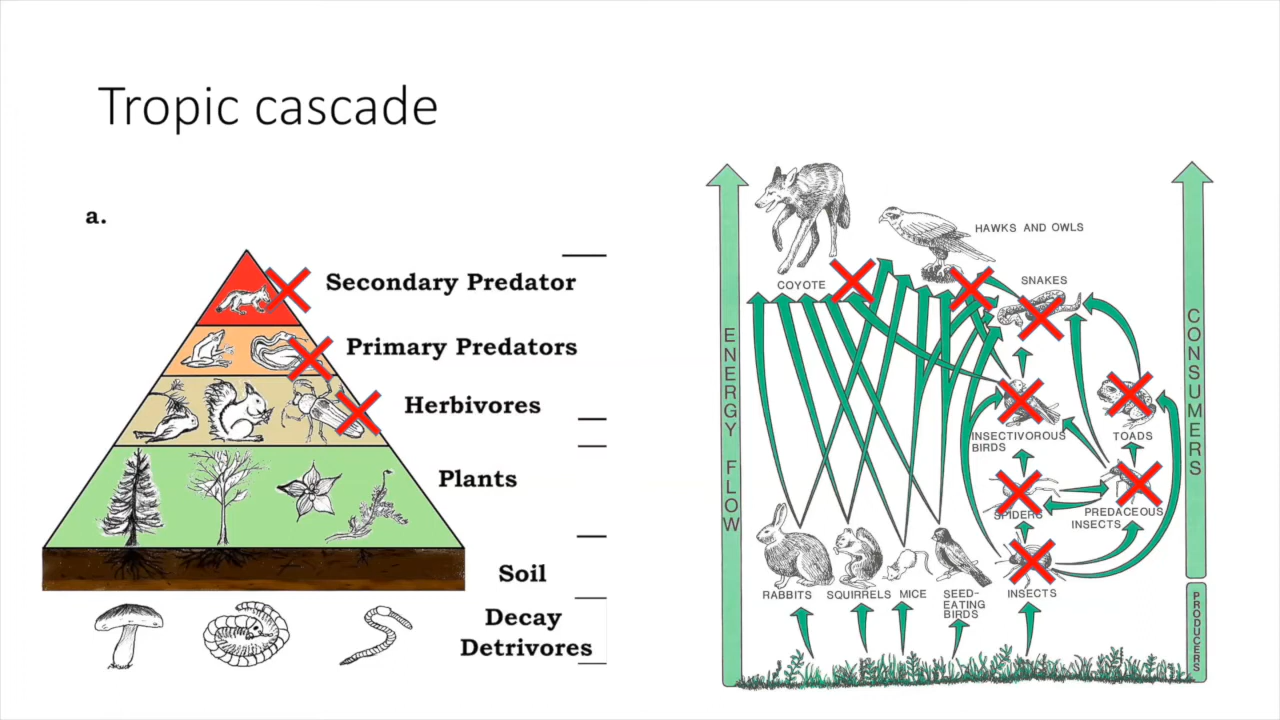 Tropic cascade
a.
Secondary Predator
Primary Predators
Herbivores
Plants
Soil
Decay
Detrivores
ENERGY FLOW
HAWKS AND OWLS
COYOTE
SNAKES
INSECTIVOROUS
BIRDS
TOADS
SPIDERS
PREDACEOUS
INSECTS
RABBITS
SQUIRRELS
MICE
SEED-
EATING
BIRDS
INSECTS
CONSUMERS
PRODUCERS